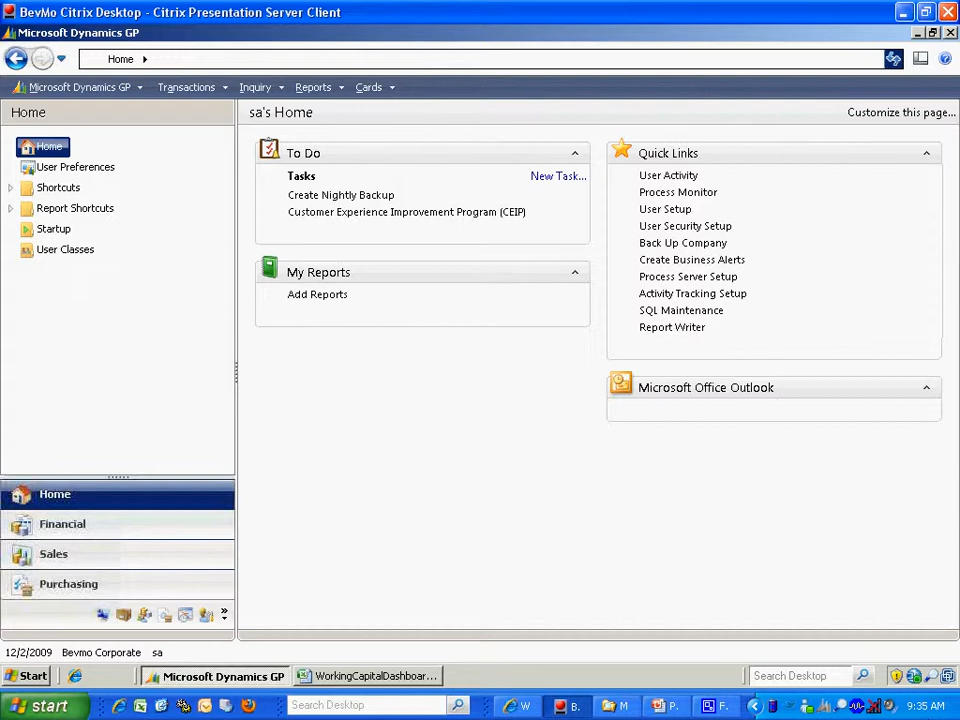 BevMo Citrix Desktop - Citrix Presentation Server Client
Microsoft Dynamics GP
Home
Microsoft Dynamics GP Transactions Inquiry Reports Cards
Home
sa's Home
Customize this page...
Home
User Preferences
Shortcuts
Report Shortcuts
Startup
User Classes
To Do
Tasks
New Task...
Create Nightly Backup
Customer Experience Improvement Program (CEIP)
My Reports
Add Reports
Quick Links
User Activity
Process Monitor
User Setup
User Security Setup
Back Up Company
Create Business Alerts
Process Server Setup
Activity Tracking Setup
SQL Maintenance
Report Writer
Microsoft Office Outlook
Home
Financial
Sales
Purchasing
12/2/2009 Bevmo Corporate sa
Start Microsoft Dynamics GP WorkingCapitalDashboar... Search Desktop
start Search Desktop W B. M P. F. 9:35 AM